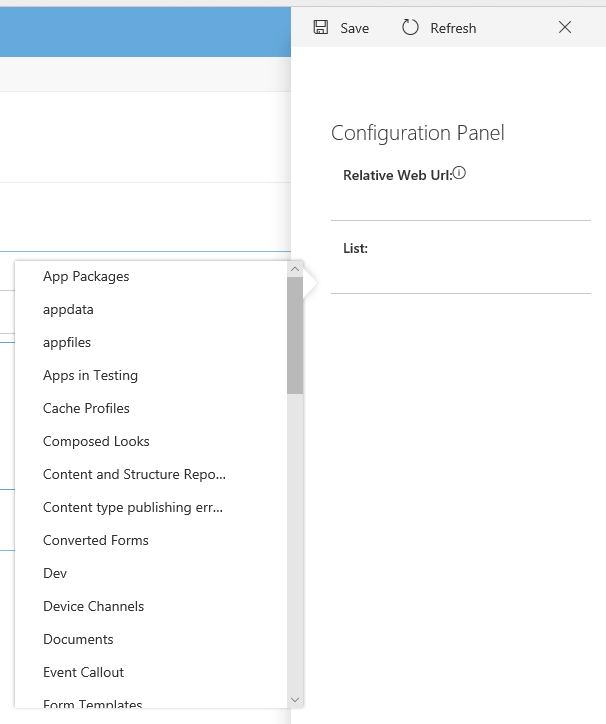 Save
Refresh
Configuration Panel
Relative Web Url:
List:
App Packages
appdata
appfiles
Apps in Testing
Cache Profiles
Composed Looks
Content and Structure Repo...
Content type publishing err...
Converted Forms
Dev
Device Channels
Documents
Event Callout
Form Templates